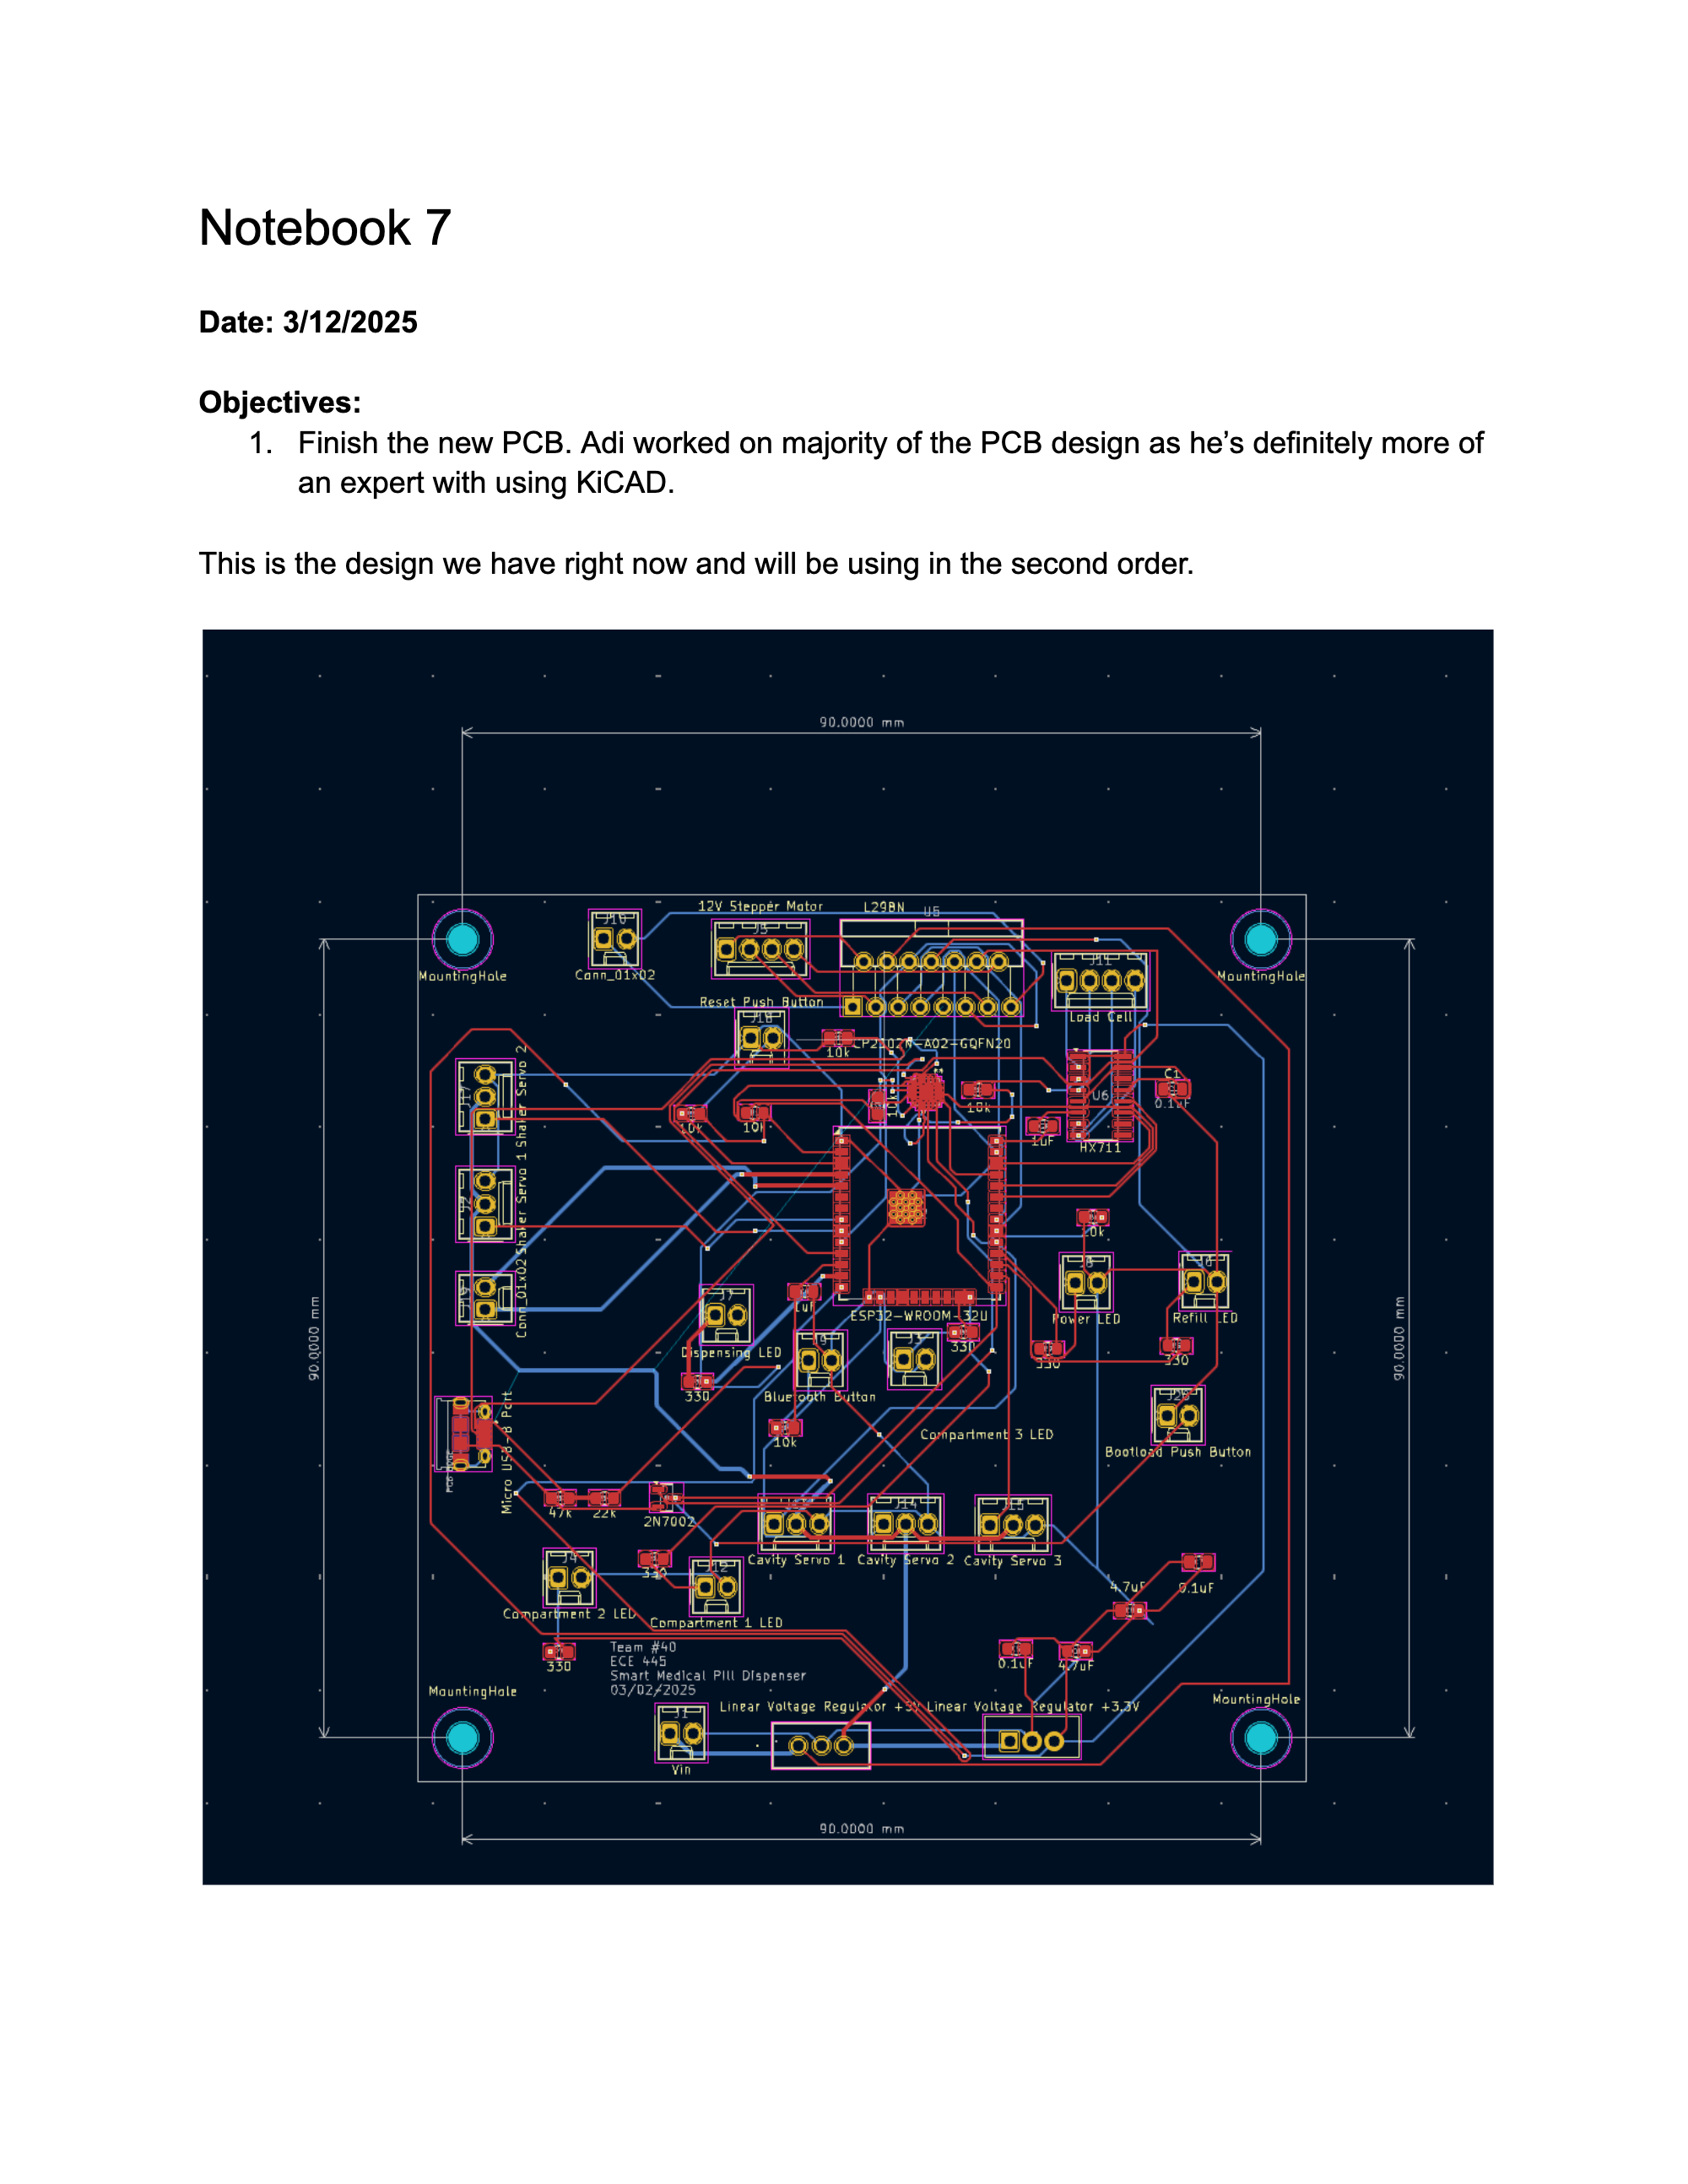 Notebook 7
Date: 3/12/2025
Objectives:
1. Finish the new PCB. Adi worked on majority of the PCB design as he’s definitely more of
an expert with using KiCAD.
This is the design we have right now and will be using in the second order.
90.0000 mm
12V Stepper Motor
L298N
U5
J10
J5
MountingHole
Conn_01x02
J11
MountingHole
Reset Push Button
Load Cell
J18
10k
CP2102N-A02-GQFN20
Shaker Servo 2
J17
10k
10k
10k
10k
U6
C1
0.1uF
1uF
HX711
Shaker Servo 1
J2
10k
Conn_01x02
J19
J7
1uF
ESP32-WROOM-32U
J8
Power LED
Refill LED
90.0000 mm
90.0000 mm
Dispensing LED
J9
J3
330
330
330
330
Bluetooth Button
Micro USB-B Port
J20
10k
Compartment 3 LED
Bootload Push Button
47k
22k
2N7002
J14
J15
Cavity Servo 1
Cavity Servo 2
Cavity Servo 3
J4
330
J12
4.7uF
0.1uF
Compartment 2 LED
Compartment 1 LED
330
Team #40
ECE 445
Smart Medical Pill Dispenser
03/02/2025
0.1uF
4.7uF
MountingHole
MountingHole
Linear Voltage Regulator +5V
Linear Voltage Regulator +3.3V
J1
Vin
90.0000 mm